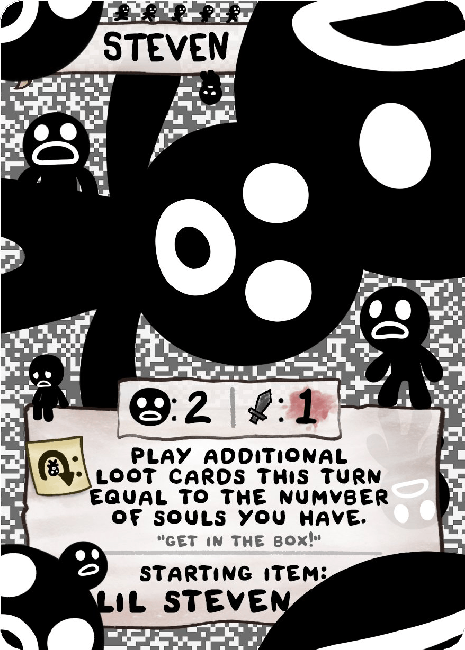 STEVEN
: 2 : 1
:
PLAY ADDITIONAL
LOOT CARDS THIS TURN
EQUAL TO THE NUMVBER
OF SOULS YOU HAVE.
"GET IN THE BOX!"
STARTING ITEM:
LIL STEVEN